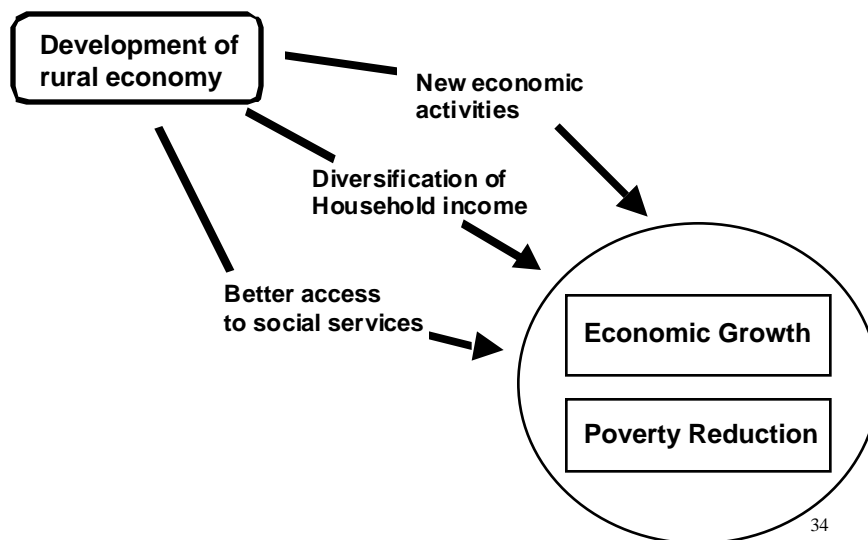 Development of
rural economy
New economic
activities
Diversification of
Household income
Better access
to social services
Economic Growth
Poverty Reduction
34